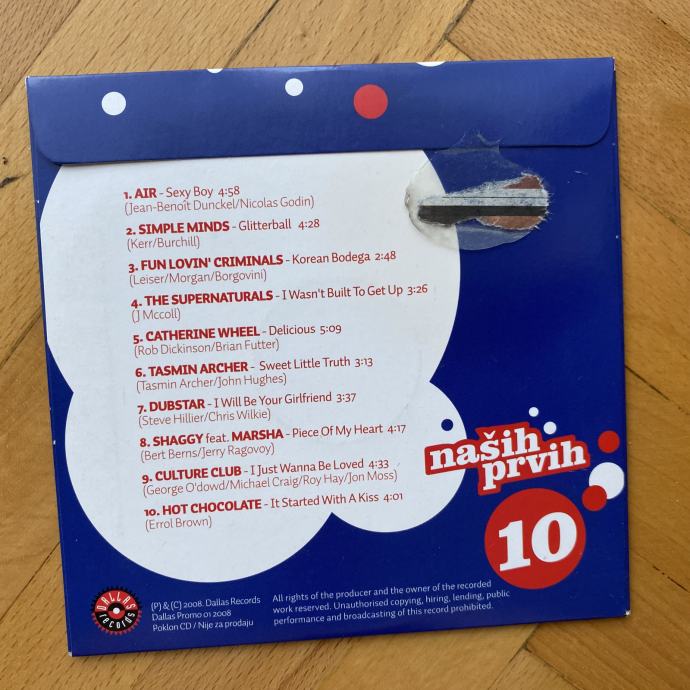 1. AIR - Sexy Boy 4:58
(Jean-Benoît Dunckel/Nicolas Godin)
2. SIMPLE MINDS - Glitterball 4:28
(Kerr/Burchill)
3. FUN LOVIN' CRIMINALS - Korean Bodega 2:48
(Leiser/Morgan/Borgovini)
4. THE SUPERNATURALS - I Wasn't Built To Get Up 3:26
(J Mccoll)
5. CATHERINE WHEEL - Delicious 5:09
(Rob Dickinson/Brian Futter)
6. TASMIN ARCHER - Sweet Little Truth 3:13
(Tasmin Archer/John Hughes)
7. DUBSTAR - I Will Be Your Girlfriend 3:37
(Steve Hillier/Chris Wilkie)
8. SHAGGY feat. MARSHA - Piece Of My Heart 4:17
(Bert Berns/Jerry Ragovoy)
9. CULTURE CLUB - I Just Wanna Be Loved 4:33
(George O'dowd/Michael Craig/Roy Hay/Jon Moss)
10. HOT CHOCOLATE - It Started With A Kiss 4:01
(Errol Brown)
naših
prvih
10
DALLAS
records
(P) & (C) 2008. Dallas Records
Dallas Promo 01 2008
Poklon CD / Nije za prodaju
All rights of the producer and the owner of the recorded
work reserved. Unauthorised copying, hiring, lending, public
performance and broadcasting of this record prohibited.